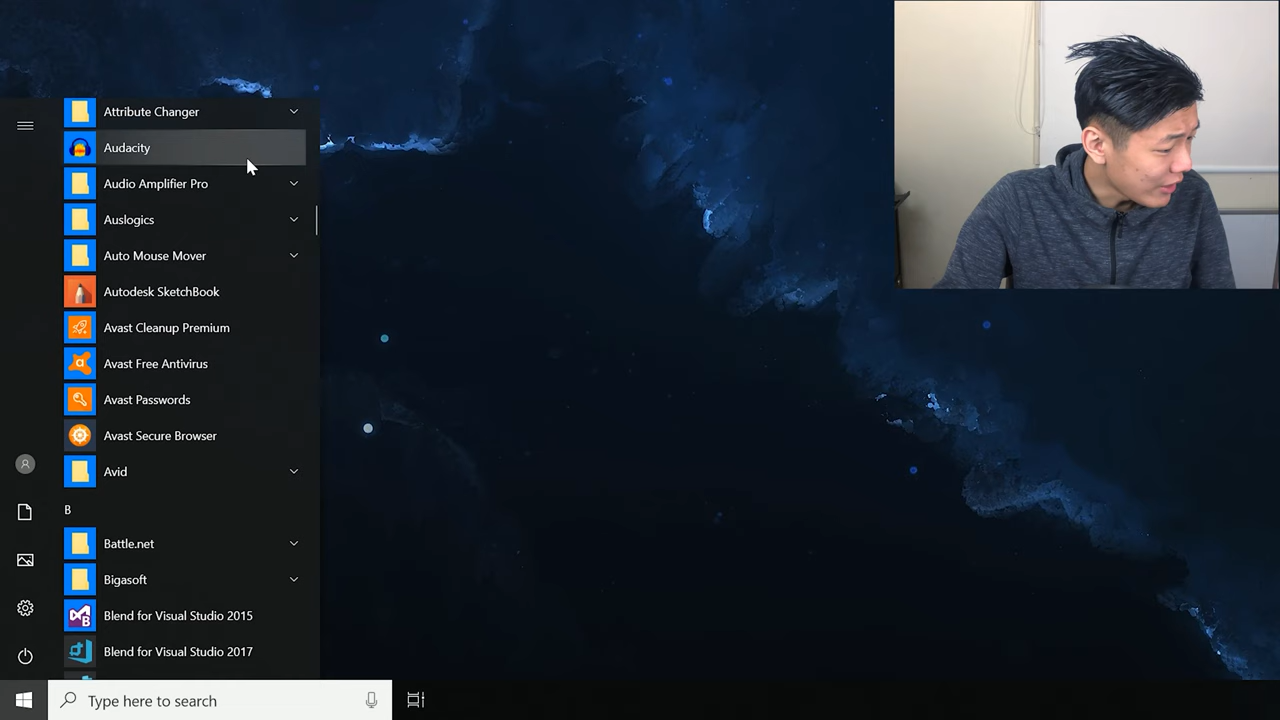 Attribute Changer
Audacity
Audio Amplifier Pro
Auslogics
Auto Mouse Mover
Autodesk SketchBook
Avast Cleanup Premium
Avast Free Antivirus
Avast Passwords
Avast Secure Browser
Avid
B
Battle.net
Bigasoft
Blend for Visual Studio 2015
Blend for Visual Studio 2017
Type here to search